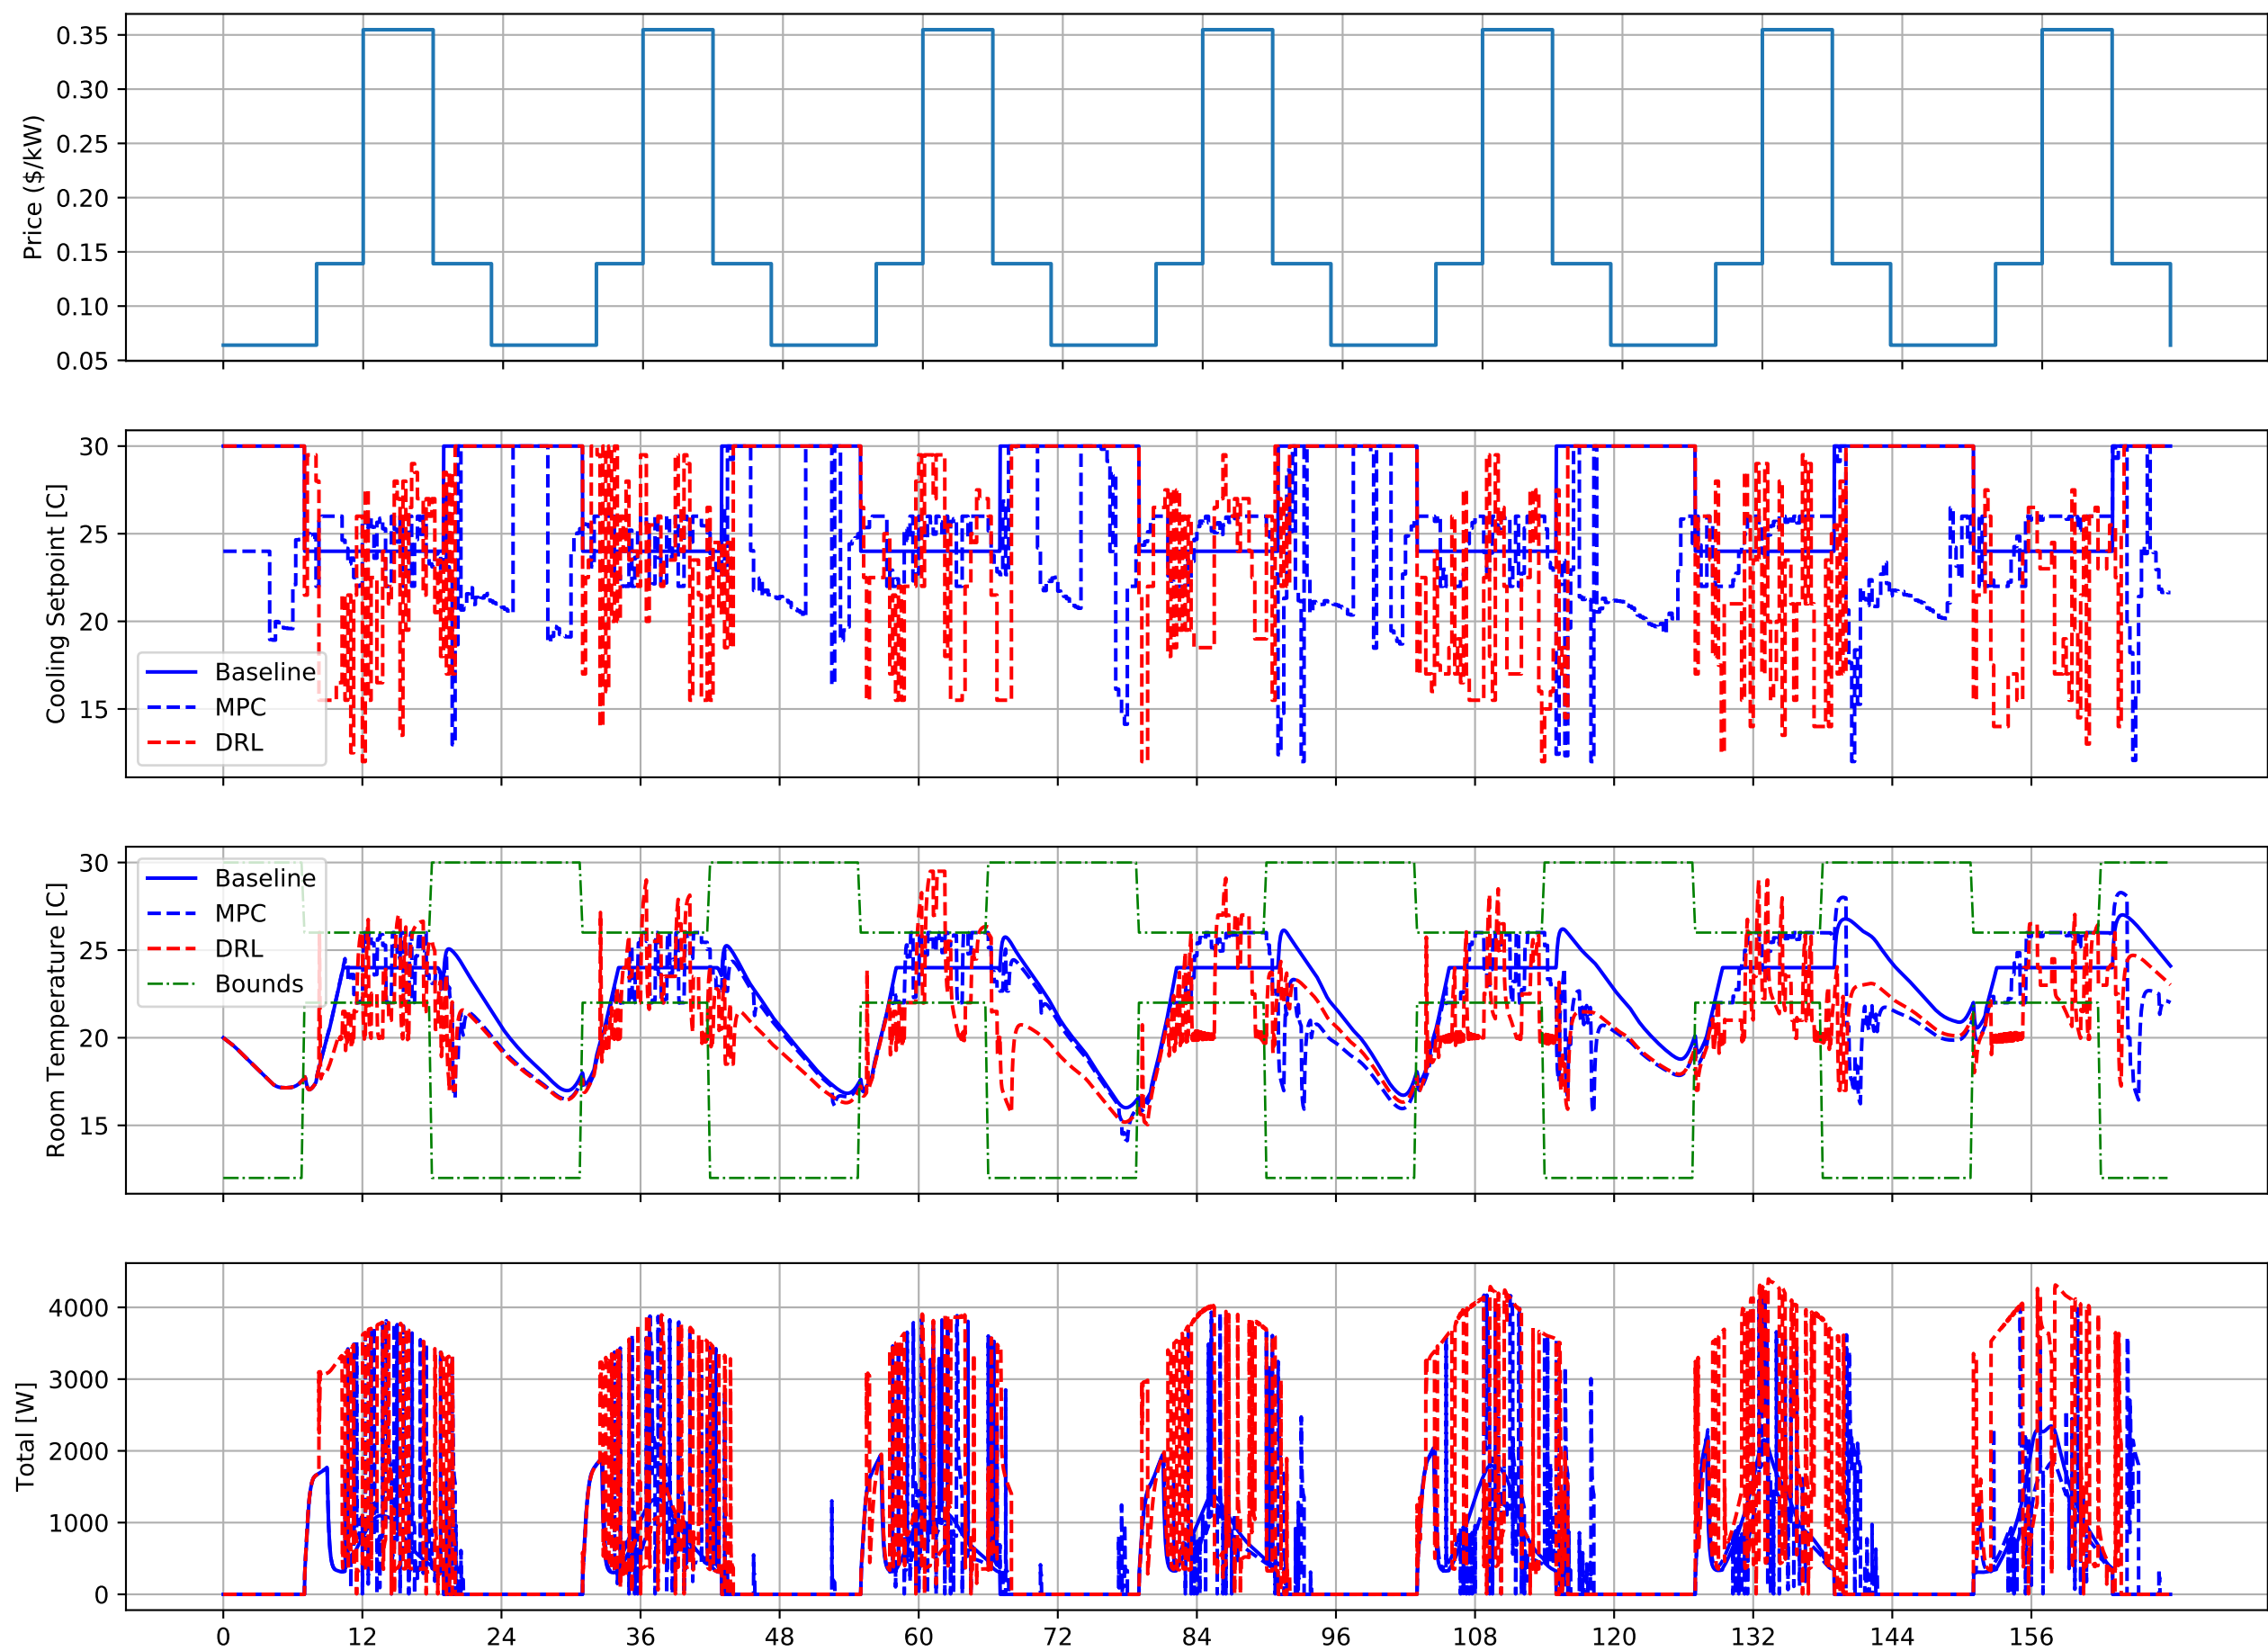 Price ($/kW)
0.35
0.30
0.25
0.20
0.15
0.10
0.05
Cooling Setpoint [C]
30
25
20
15
Baseline
MPC
DRL
Room Temperature [C]
30
25
20
15
Baseline
MPC
DRL
Bounds
Total [W]
4000
3000
2000
1000
0
0 12 24 36 48 60 72 84 96 108 120 132 144 156